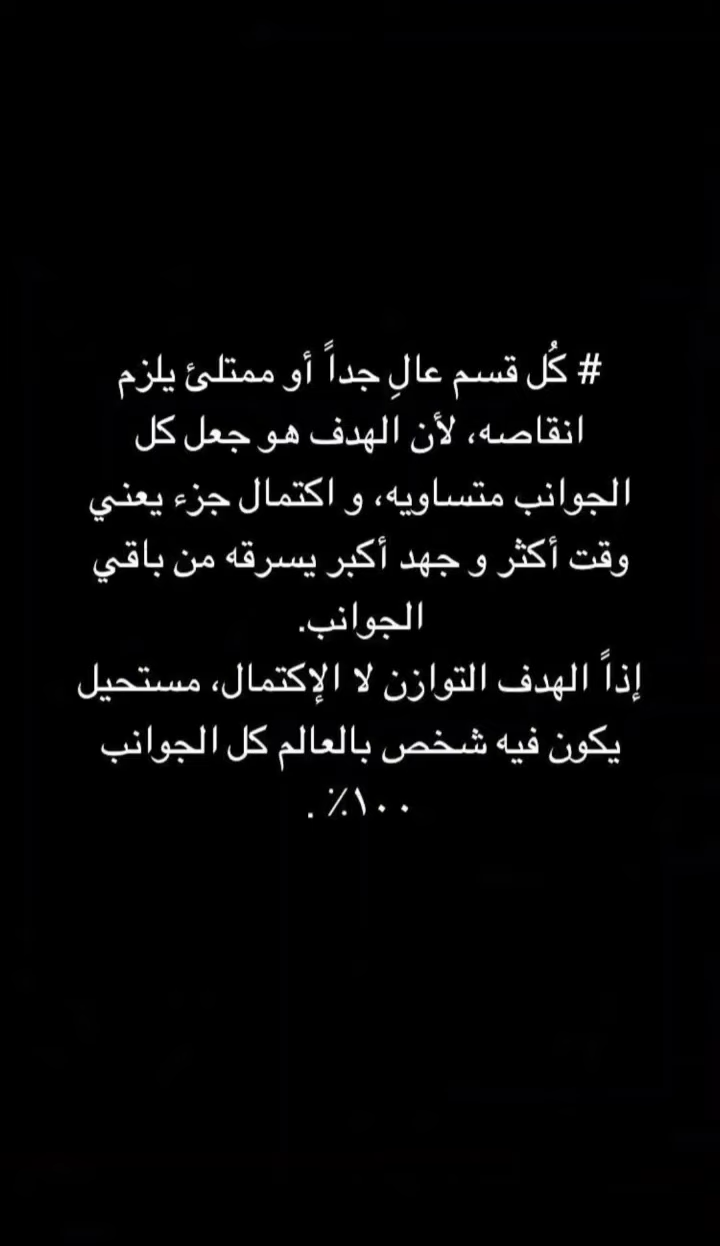 # كُل قسم عالِ جداً أو ممتلئ يلزم
انقاصه، لأن الهدف هو جعل كل
الجوانب متساويه، و اكتمال جزء يعني
وقت أكثر و جهد أكبر يسرقه من باقي
الجوانب.
إذاً الهدف التوازن لا الإكتمال، مستحيل
يكون فيه شخص بالعالم كل الجوانب
١٠٠٪ .